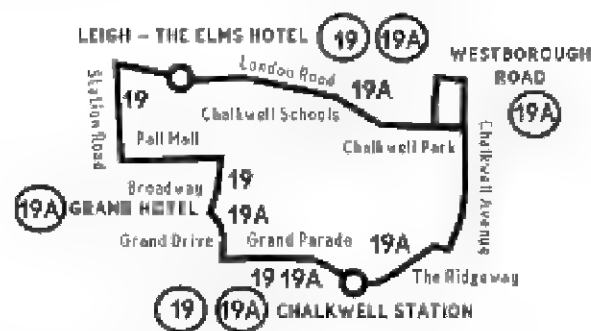 LEIGH – THE ELMS HOTEL 19 19A
WESTBOROUGH
ROAD
19A
London Road
19A
Station Road
19
Chalkwell Schools
Chalkwell Park
Chalkwell Avenue
Pall Mall
Broadway
19
19A GRAND HOTEL
19A
Grand Drive
Grand Parade
19A
The Ridgeway
19 19A
19 19A CHALKWELL STATION